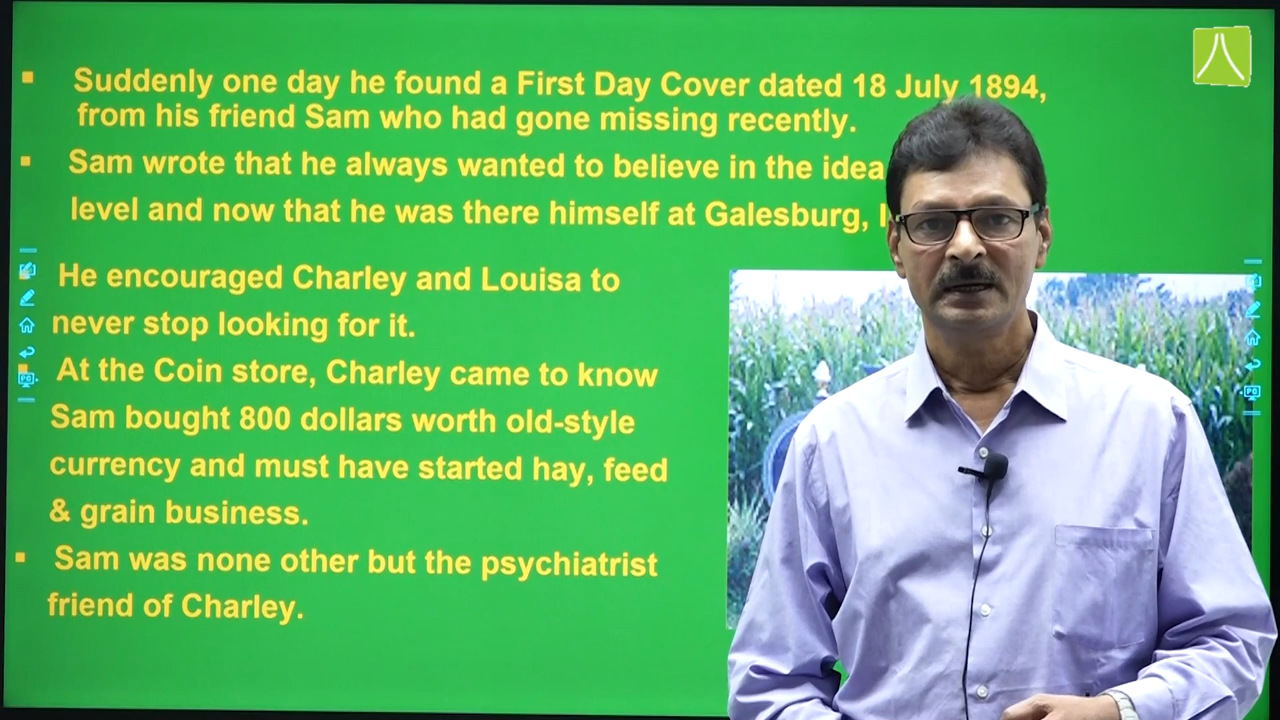 ▪ Suddenly one day he found a First Day Cover dated 18 July 1894,
from his friend Sam who had gone missing recently.
▪ Sam wrote that he always wanted to believe in the idea
level and now that he was there himself at Galesburg,
He encouraged Charley and Louisa to
never stop looking for it.
At the Coin store, Charley came to know
Sam bought 800 dollars worth old-style
currency and must have started hay, feed
& grain business.
▪ Sam was none other but the psychiatrist
friend of Charley.